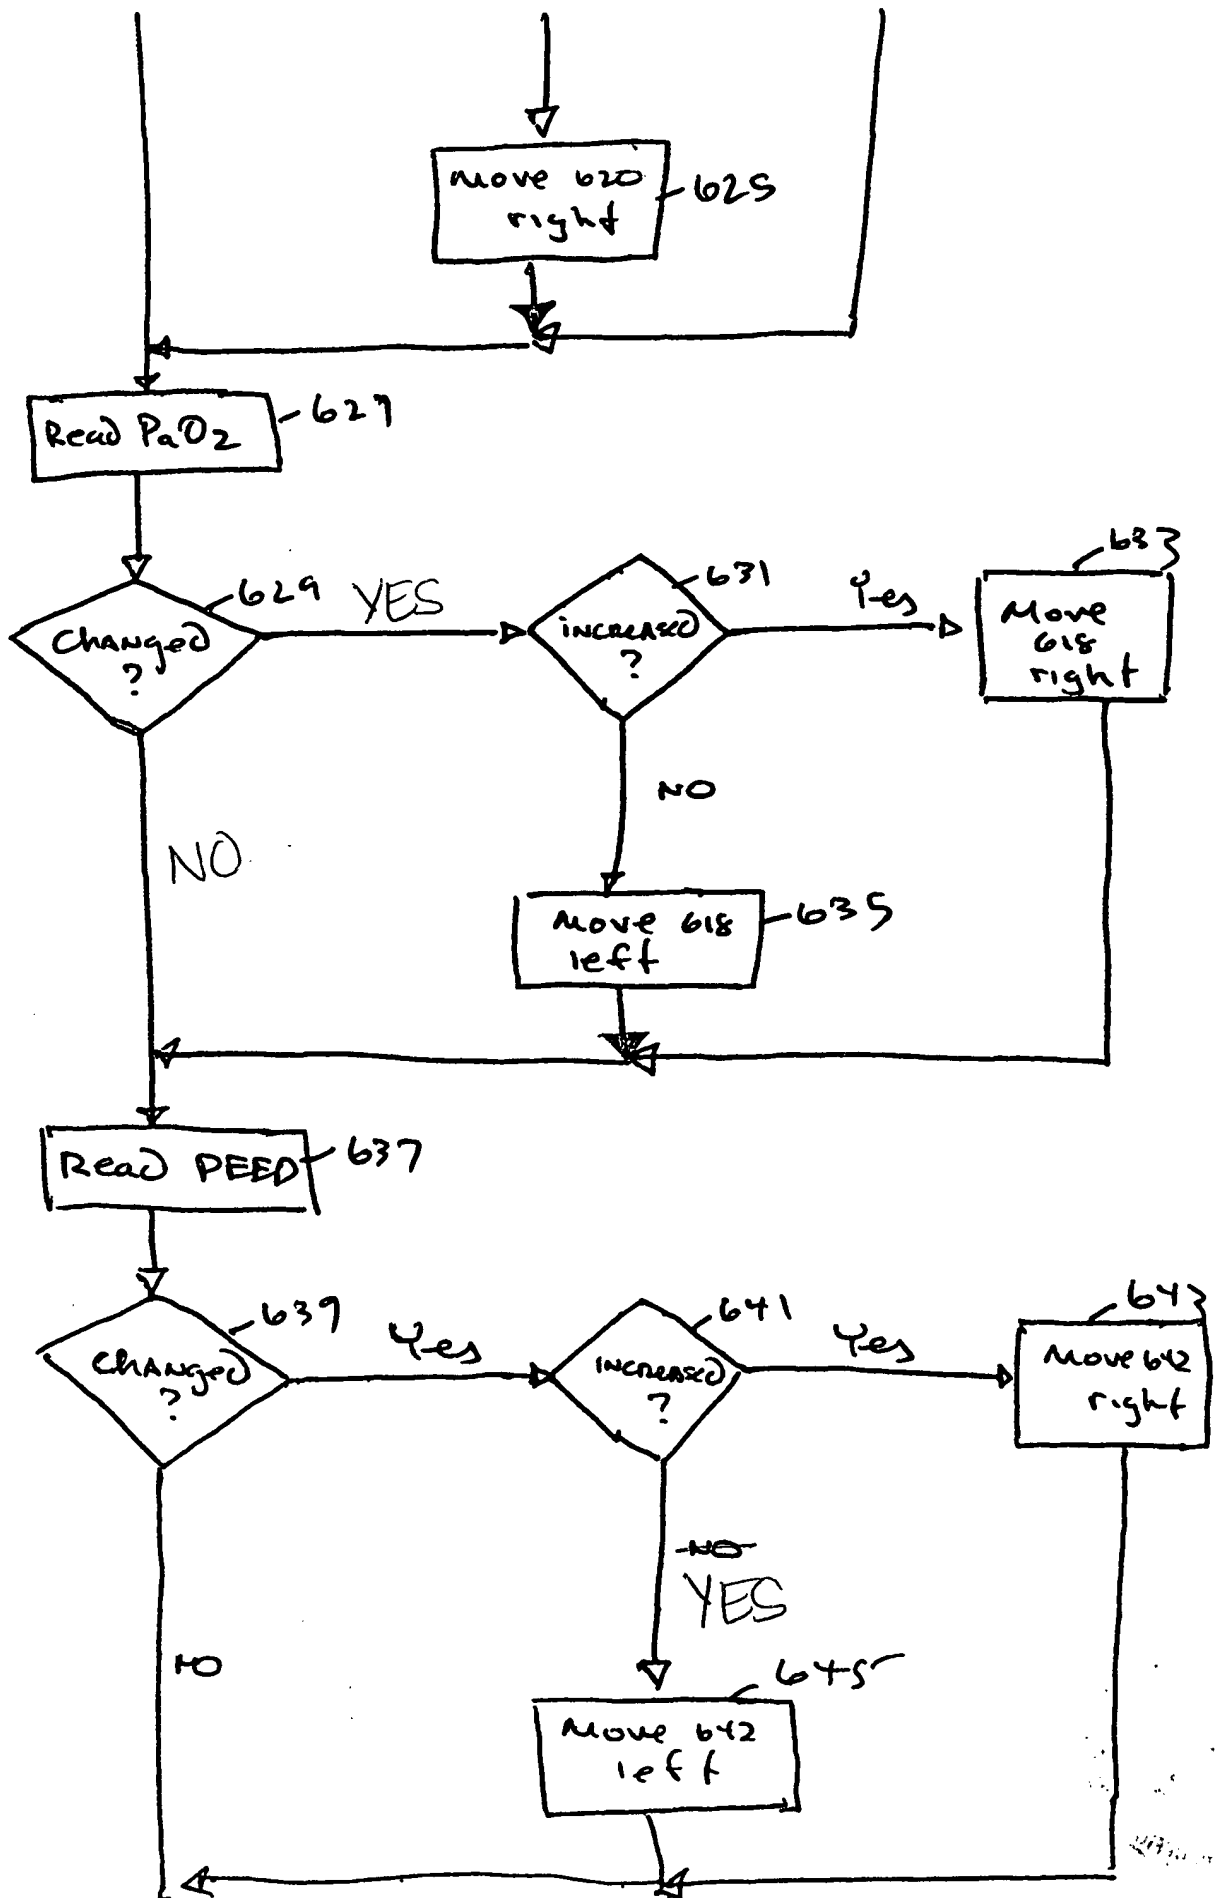 Move 620
right
625
Read PaO2
627
Changed
?
629
YES
INCREASED
?
631
Yes
633
Move
618
right
NO
NO
Move 618
left
635
Read PEED
637
Changed
?
639
Yes
INCREASED
?
641
Yes
643
Move 642
right
NO
YES
NO
645
Move 642
left